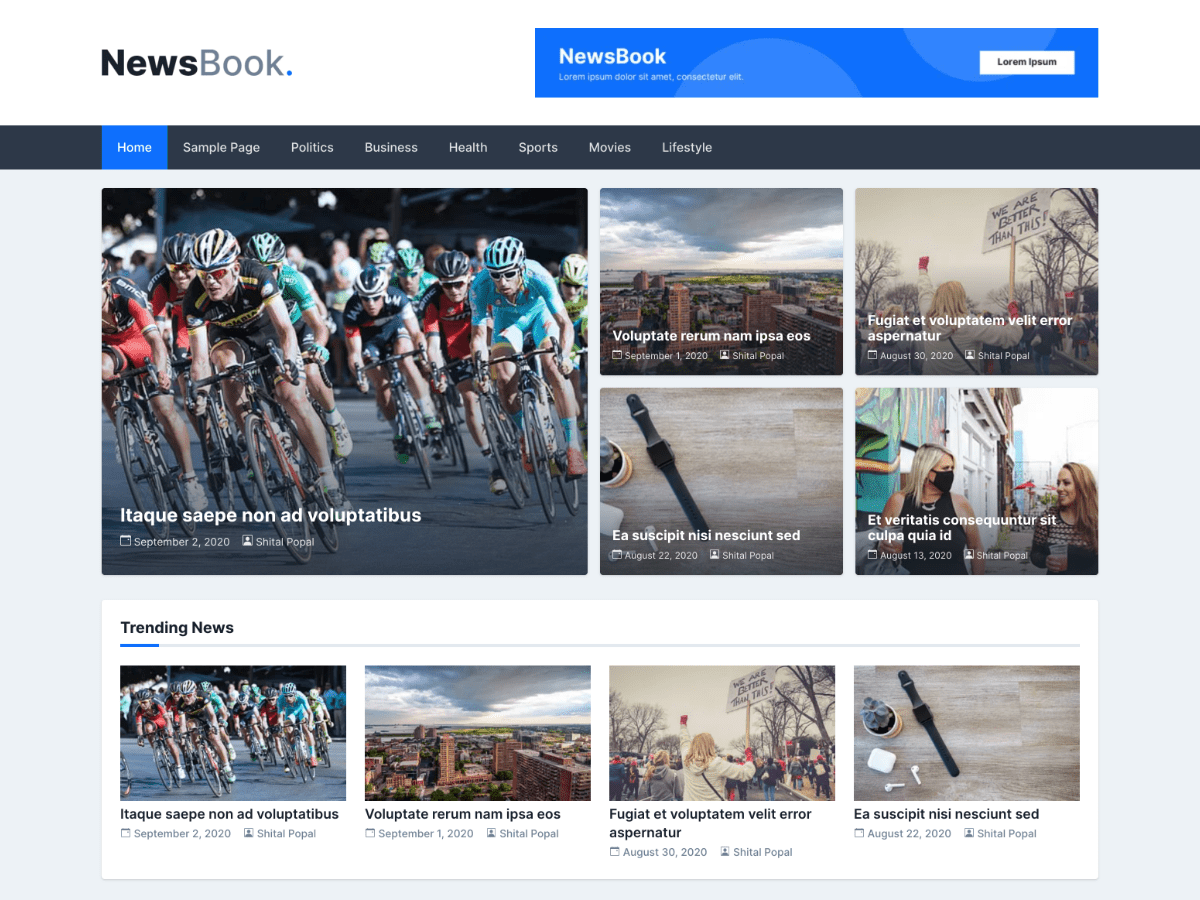 NewsBook.
NewsBook
Lorem ipsum dolor sit amet, consectetur elit.
Lorem Ipsum
Home Sample Page Politics Business Health Sports Movies Lifestyle
Itaque saepe non ad voluptatibus
September 2, 2020 Shital Popal
Voluptate rerum nam ipsa eos
September 1, 2020 Shital Popal
WE ARE
BETTER
THAN THIS!
Fugiat et voluptatem velit error
aspernatur
August 30, 2020 Shital Popal
Ea suscipit nisi nesciunt sed
August 22, 2020 Shital Popal
Et veritatis consequuntur sit
culpa quia id
August 13, 2020 Shital Popal
Trending News
Itaque saepe non ad voluptatibus
September 2, 2020 Shital Popal
Voluptate rerum nam ipsa eos
September 1, 2020 Shital Popal
WE ARE
BETTER
THAN THIS!
Fugiat et voluptatem velit error
aspernatur
August 30, 2020 Shital Popal
Ea suscipit nisi nesciunt sed
August 22, 2020 Shital Popal